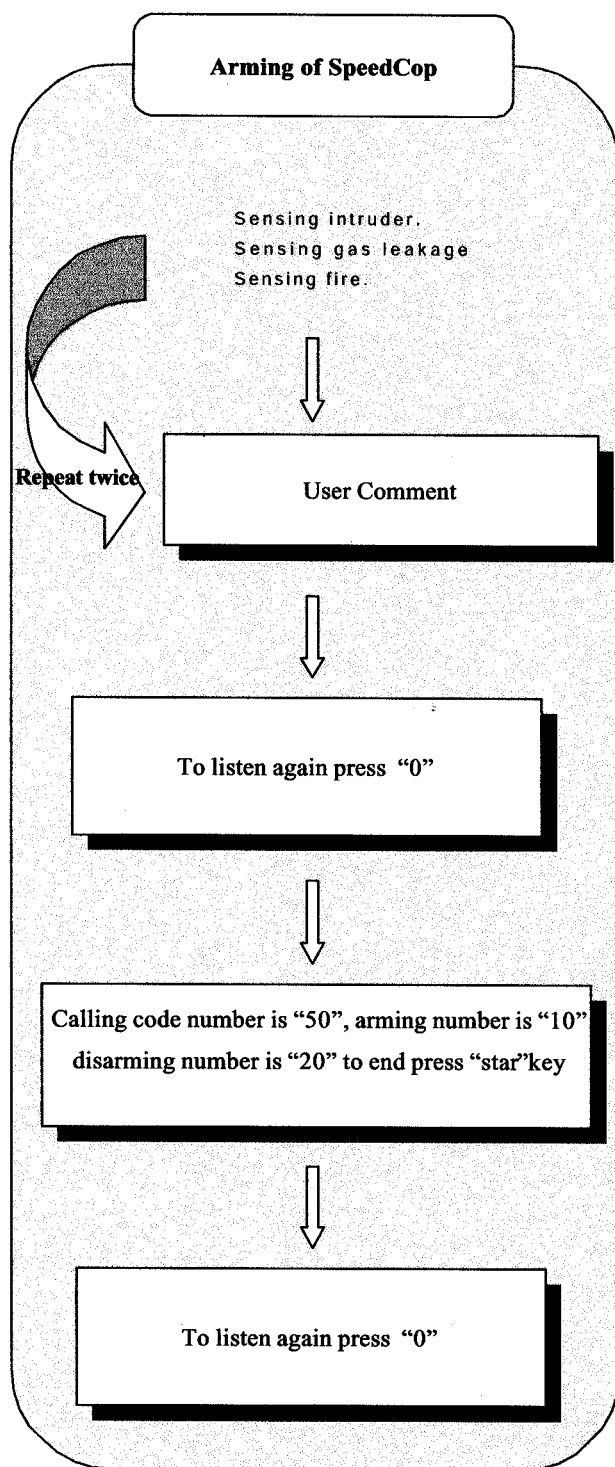 Arming of SpeedCop
Sensing intruder.
Sensing gas leakage
Sensing fire.
Repeat twice
User Comment
To listen again press “0”
Calling code number is “50”, arming number is “10”
disarming number is “20” to end press “star”key
To listen again press “0”